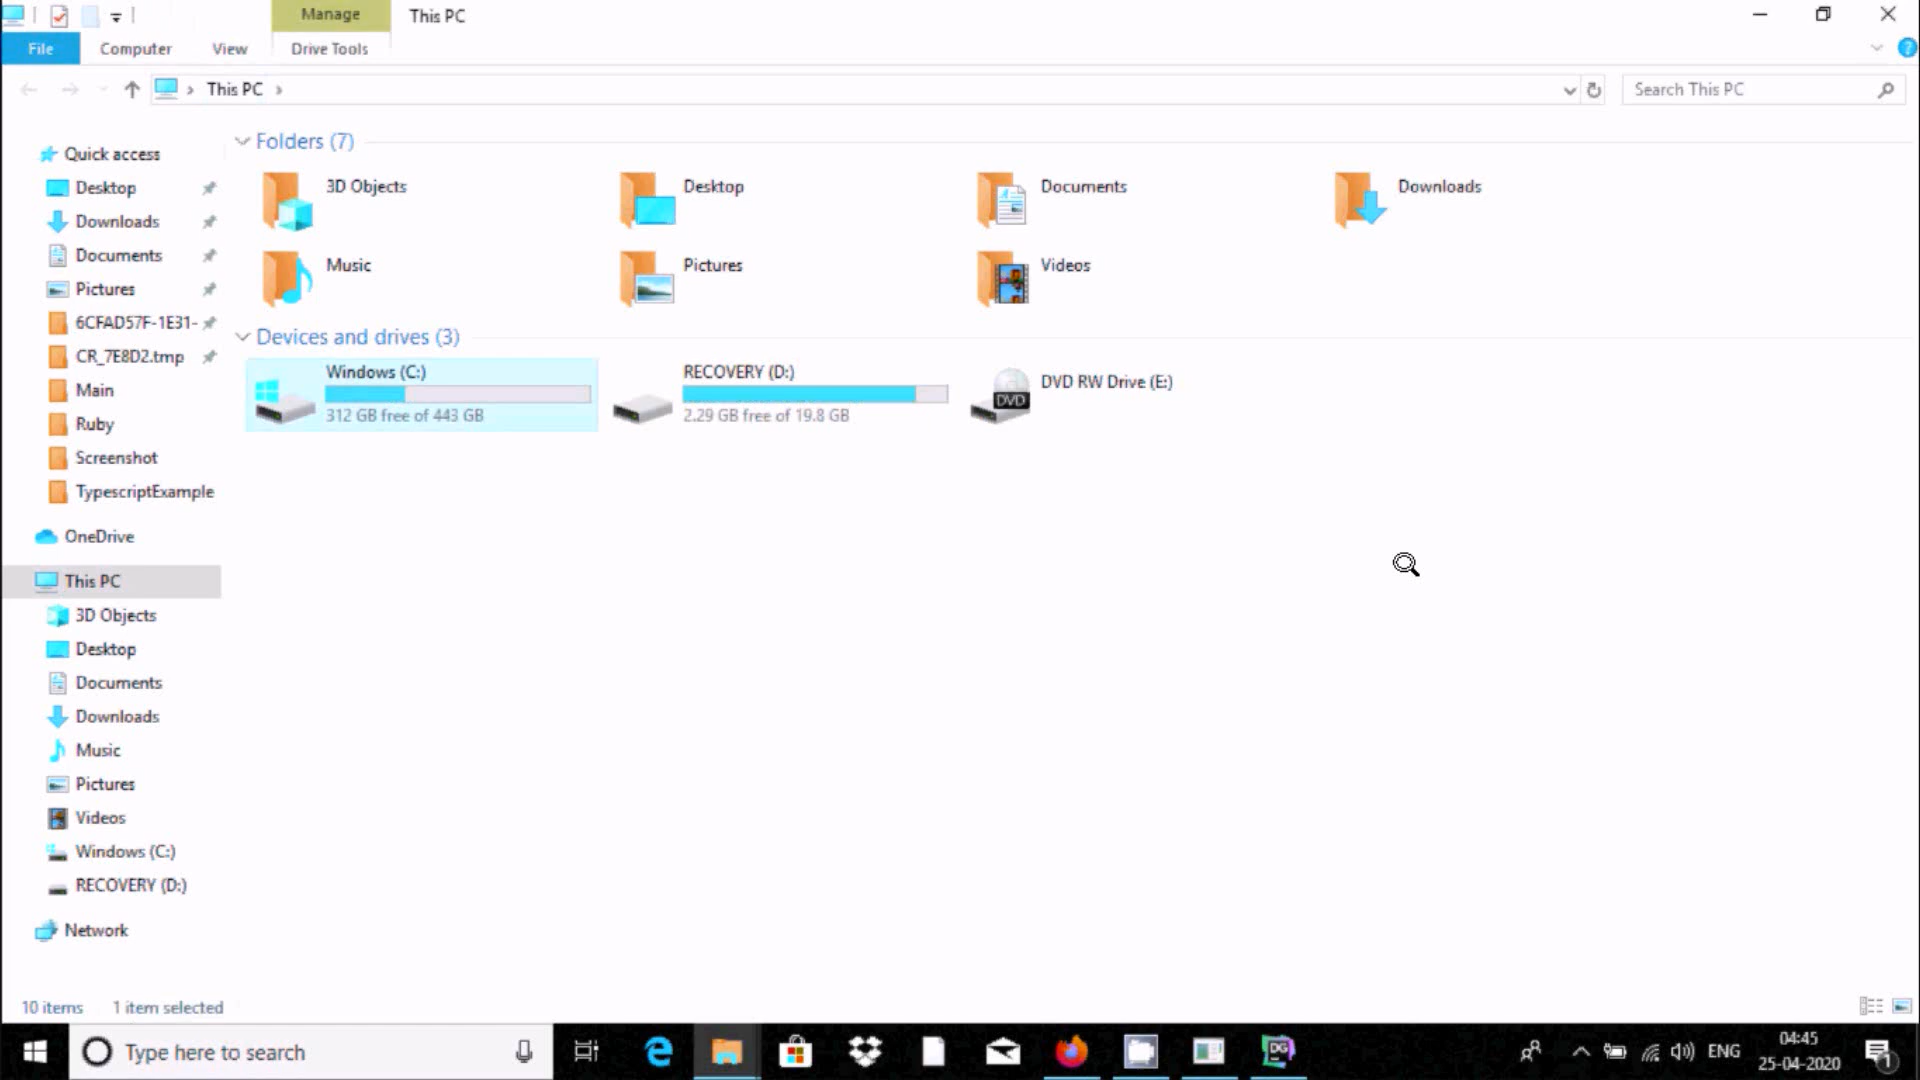 Manage
This PC
File
Computer
View
Drive Tools
This PC
Search This PC
Quick access
Desktop
Downloads
Documents
Pictures
6CFAD57F-1E31-
CR_7E8D2.tmp
Main
Ruby
Screenshot
TypescriptExample
OneDrive
This PC
3D Objects
Desktop
Documents
Downloads
Music
Pictures
Videos
Windows (C:)
RECOVERY (D:)
Network
Folders (7)
3D Objects
Desktop
Documents
Downloads
Music
Pictures
Videos
Devices and drives (3)
Windows (C:)
312 GB free of 443 GB
RECOVERY (D:)
2.29 GB free of 19.8 GB
DVD RW Drive (E:)
DVD
10 items
1 item selected
Type here to search
DG
ENG
04:45
25-04-2020
1